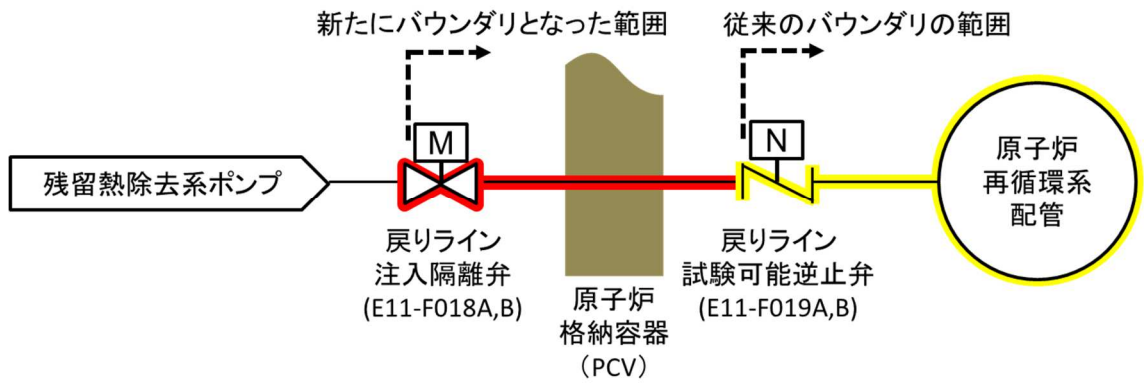 新たにバウンダリとなった範囲
従来のバウンダリの範囲
M
N
残留熱除去系ポンプ
原子炉
再循環系
配管
戻りライン
注入隔離弁
(E11-F018A,B)
原子炉
格納容器
（PCV）
戻りライン
試験可能逆止弁
(E11-F019A,B)